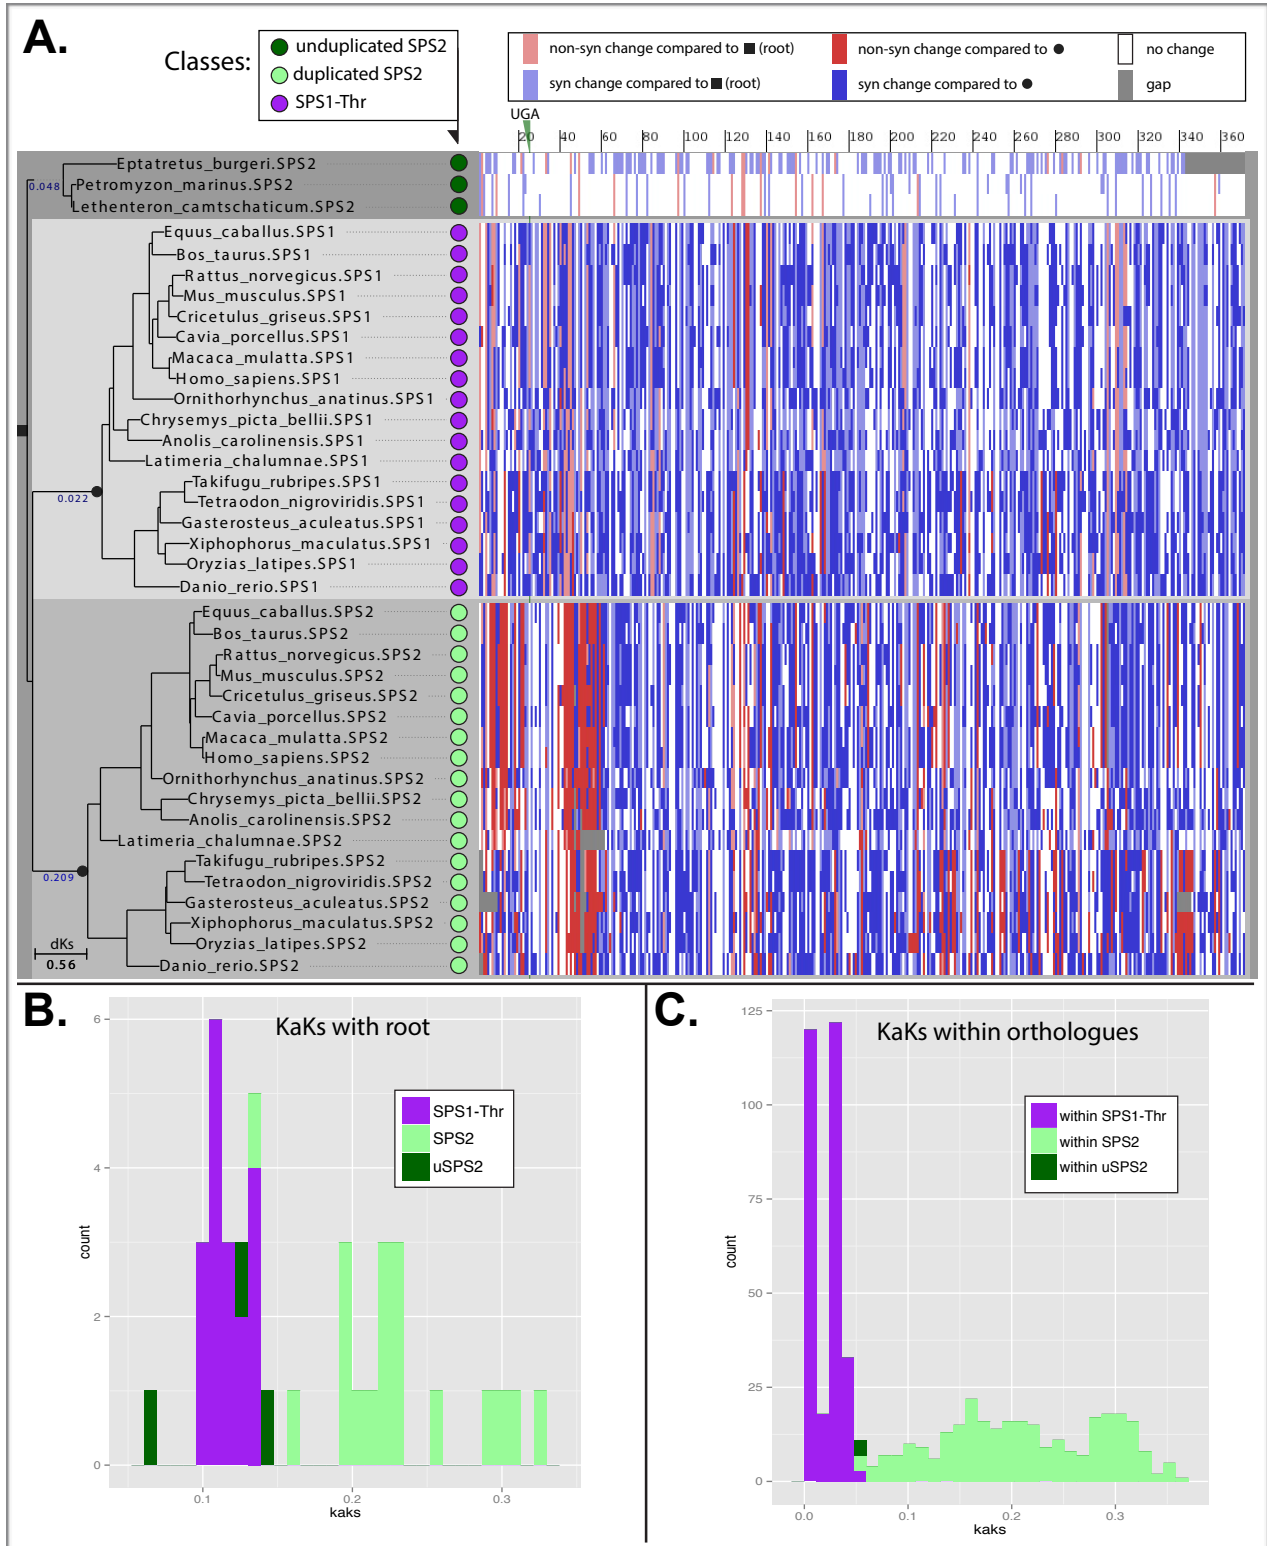 A.
Classes:
unduplicated SPS2
duplicated SPS2
SPS1-Thr
non-syn change compared to ■ (root)
non-syn change compared to ●
no change
syn change compared to ■ (root)
syn change compared to ●
gap
UGA
20 40 60 80 100 120 140 160 180 200 220 240 260 280 300 320 340 360
Eptatretus_burgeri.SPS2
0.048
Petromyzon_marinus.SPS2
Lethenteron_camtschaticum.SPS2
Equus_caballus.SPS1
Bos_taurus.SPS1
Rattus_norvegicus.SPS1
Mus_musculus.SPS1
Cricetulus_griseus.SPS1
Cavia_porcellus.SPS1
Macaca_mulatta.SPS1
Homo_sapiens.SPS1
Ornithorhynchus_anatinus.SPS1
Chrysemys_picta_bellii.SPS1
Anolis_carolinensis.SPS1
Latimeria_chalumnae.SPS1
Takifugu_rubripes.SPS1
0.022
Tetraodon_nigroviridis.SPS1
Gasterosteus_aculeatus.SPS1
Xiphophorus_maculatus.SPS1
Oryzias_latipes.SPS1
Danio_rerio.SPS1
Equus_caballus.SPS2
Bos_taurus.SPS2
Rattus_norvegicus.SPS2
Mus_musculus.SPS2
Cricetulus_griseus.SPS2
Cavia_porcellus.SPS2
Macaca_mulatta.SPS2
Homo_sapiens.SPS2
Ornithorhynchus_anatinus.SPS2
Chrysemys_picta_bellii.SPS2
Anolis_carolinensis.SPS2
Latimeria_chalumnae.SPS2
Takifugu_rubripes.SPS2
0.209
Tetraodon_nigroviridis.SPS2
Gasterosteus_aculeatus.SPS2
Xiphophorus_maculatus.SPS2
Oryzias_latipes.SPS2
Danio_rerio.SPS2
dKs
0.56
B.
KaKs with root
SPS1-Thr
SPS2
uSPS2
6
4
2
0
count
0.1 0.2 0.3
kaks
C.
KaKs within orthologues
within SPS1-Thr
within SPS2
within uSPS2
125
100
75
50
25
0
count
0.0 0.1 0.2 0.3
kaks